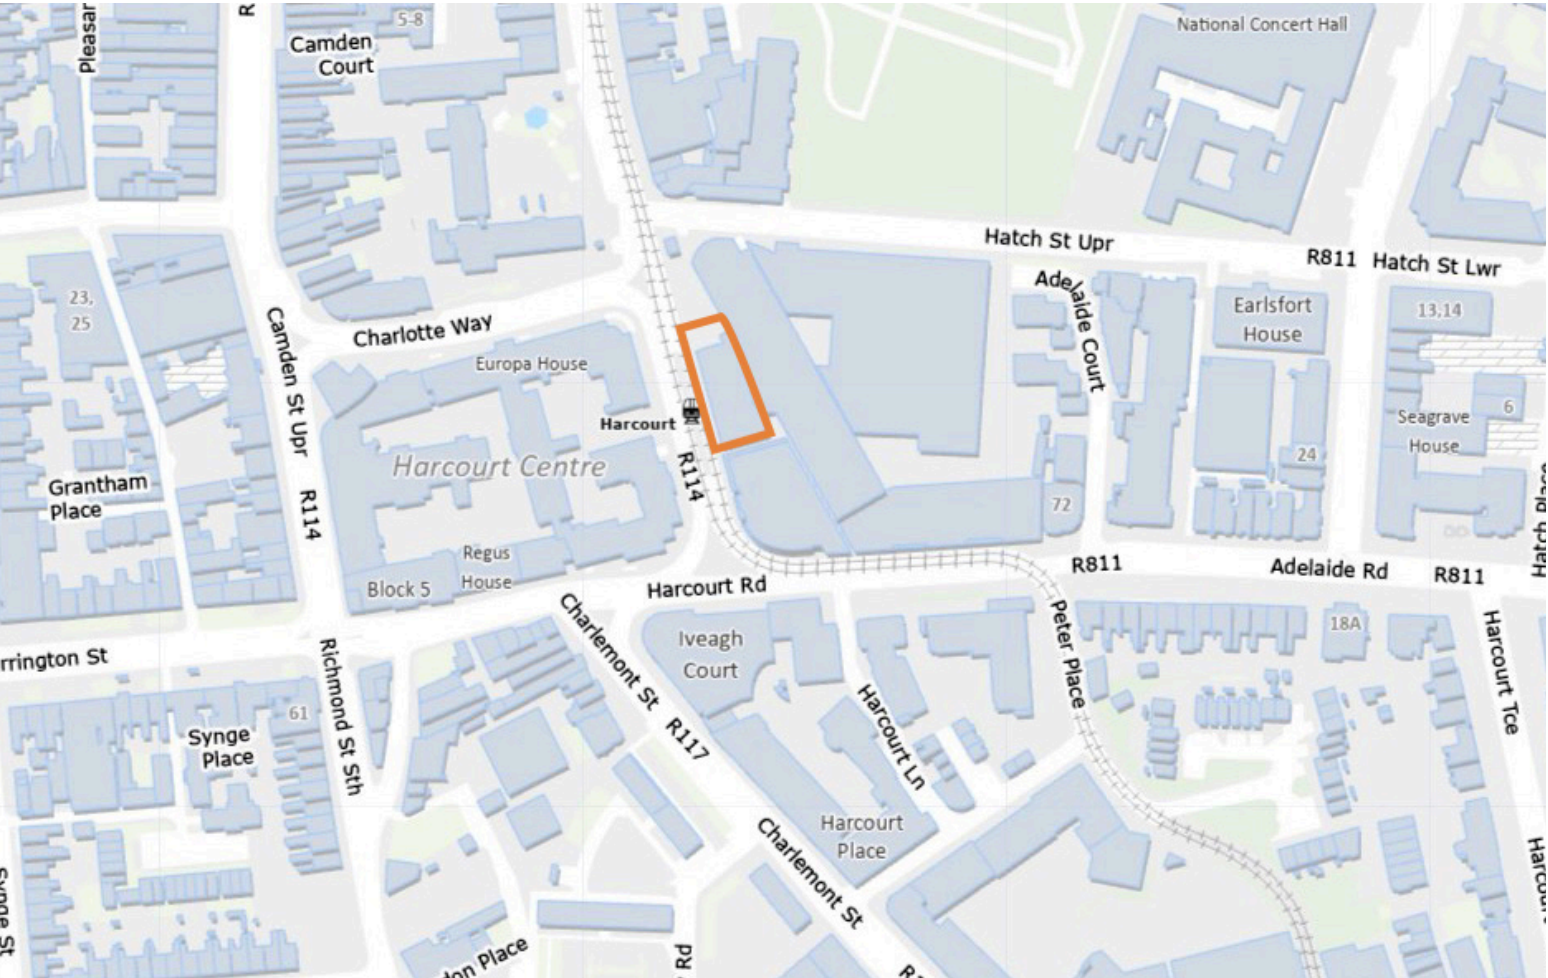 5-8
National Concert Hall
Camden
Court
Hatch St Upr
R811
Hatch St Lwr
23,
25
Camden St Upr
Charlotte Way
Europa House
Adelaide Court
Earlsfort
House
13,14
Harcourt
Seagrave
House
6
24
Harcourt Centre
R114
Grantham
Place
R114
72
Regus
House
Block 5
Harcourt Rd
R811
Adelaide Rd
R811
Hatch Place
Iveagh
Court
Charlemont St
Peter Place
18A
Harcourt Tce
Richmond St Sth
61
Synge
Place
R117
Harcourt Ln
Harcourt
Place
Charlemont St
Synge St